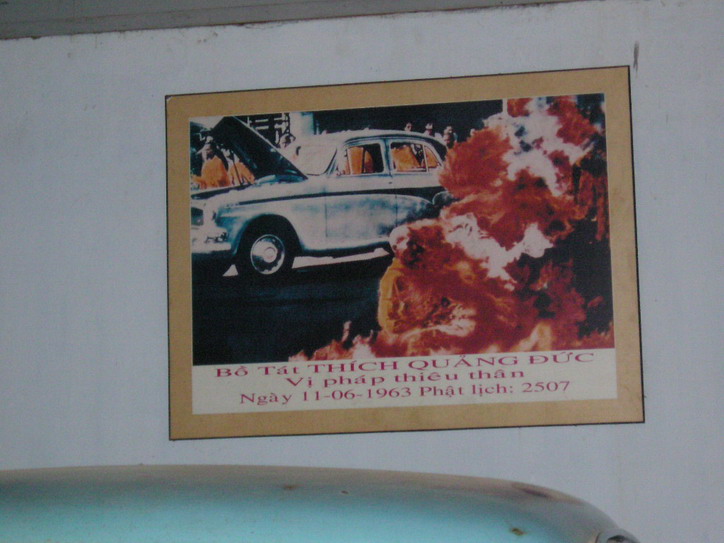 Bồ Tát THÍCH QUẢNG ĐỨC
Vị pháp thiêu thân
Ngày 11-06-1963 Phật lịch: 2507